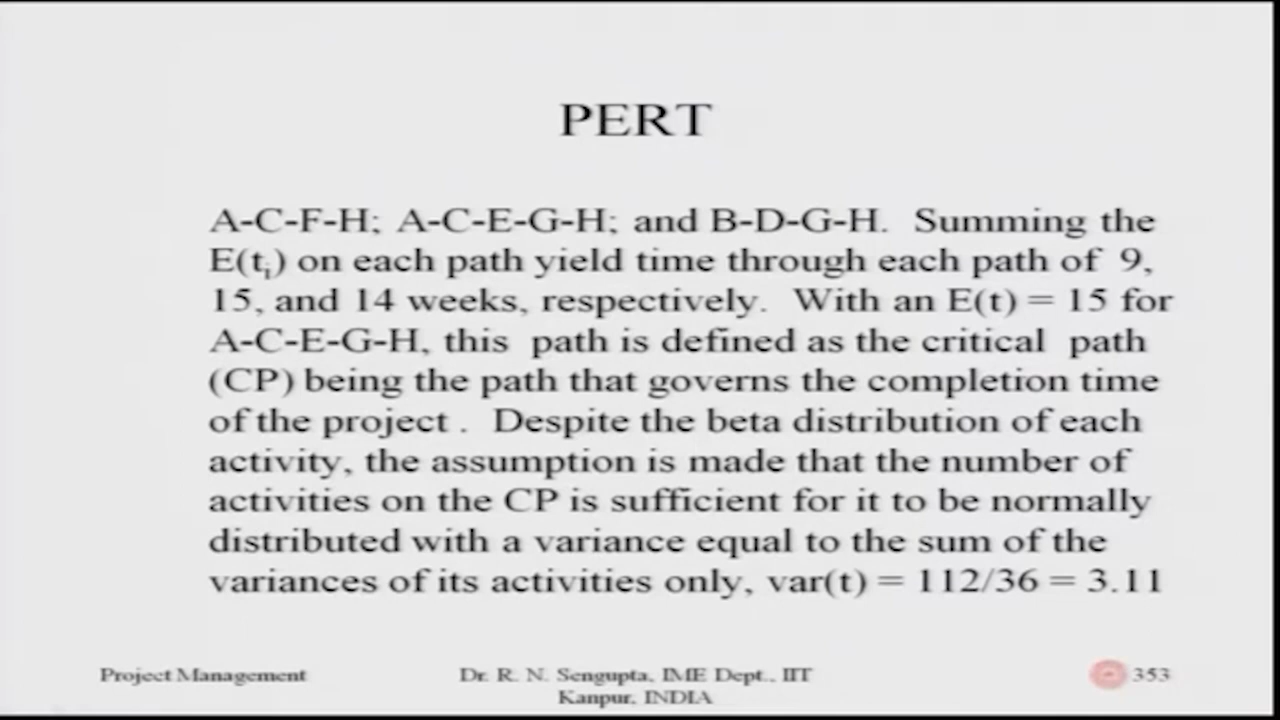 PERT
A-C-F-H; A-C-E-G-H; and B-D-G-H. Summing the
E(tᵢ) on each path yield time through each path of 9,
15, and 14 weeks, respectively. With an E(t) = 15 for
A-C-E-G-H, this path is defined as the critical path
(CP) being the path that governs the completion time
of the project . Despite the beta distribution of each
activity, the assumption is made that the number of
activities on the CP is sufficient for it to be normally
distributed with a variance equal to the sum of the
variances of its activities only, var(t) = 112/36 = 3.11
Project Management
Dr. R. N. Sengupta, IME Dept., IIT
Kanpur, INDIA
353